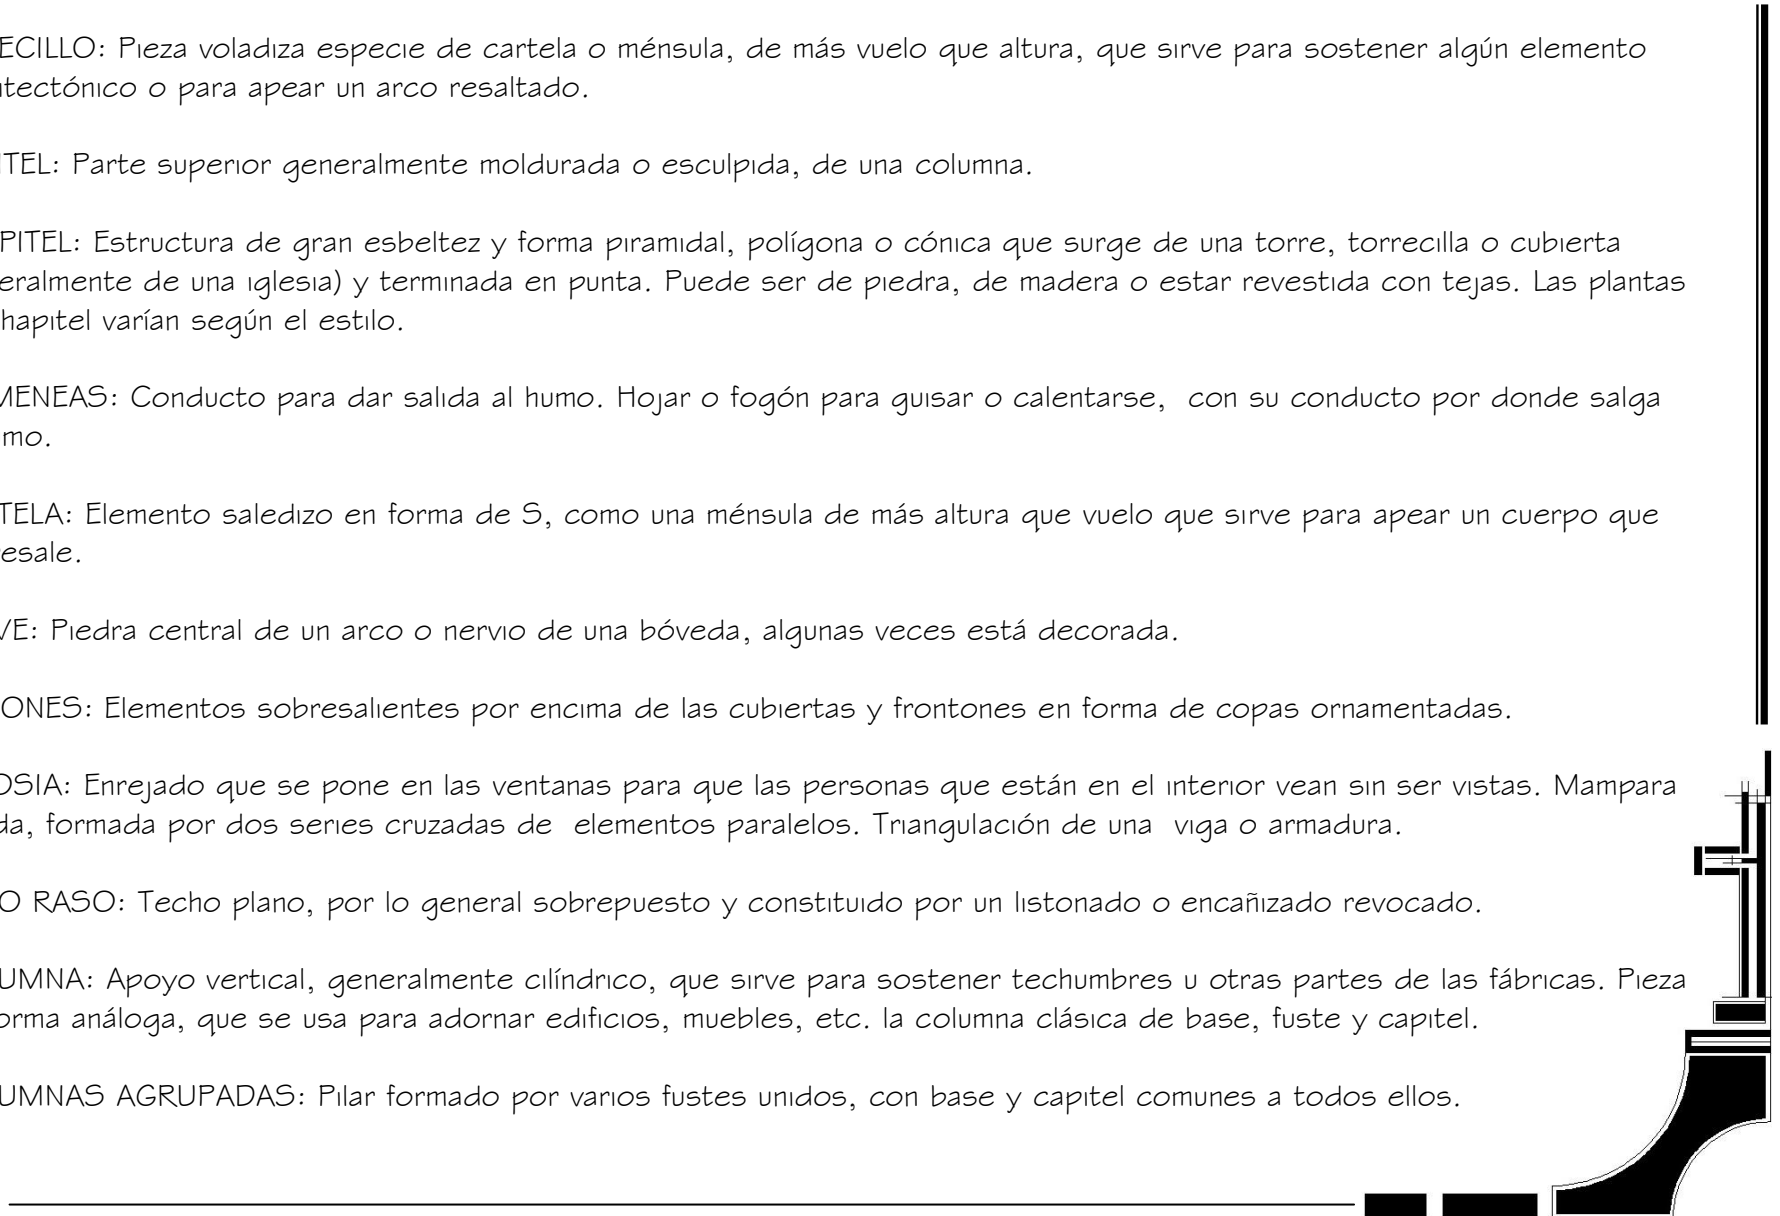 ECILLO: Pieza voladiza especie de cartela o ménsula, de más vuelo que altura, que sirve para sostener algún elemento
itectónico o para apear un arco resaltado.
ITEL: Parte superior generalmente moldurada o esculpida, de una columna.
PITEL: Estructura de gran esbeltez y forma piramidal, polígona o cónica que surge de una torre, torrecilla o cubierta
eralmente de una iglesia) y terminada en punta. Puede ser de piedra, de madera o estar revestida con tejas. Las plantas
hapitel varían según el estilo.
MENEAS: Conducto para dar salida al humo. Hojar o fogón para guisar o calentarse, con su conducto por donde salga
mo.
TELA: Elemento saledizo en forma de S, como una ménsula de más altura que vuelo que sirve para apear un cuerpo que
esale.
VE: Piedra central de un arco o nervio de una bóveda, algunas veces está decorada.
ONES: Elementos sobresalientes por encima de las cubiertas y frontones en forma de copas ornamentadas.
OSIA: Enrejado que se pone en las ventanas para que las personas que están en el interior vean sin ser vistas. Mampara
da, formada por dos series cruzadas de elementos paralelos. Triangulación de una viga o armadura.
O RASO: Techo plano, por lo general sobrepuesto y constituido por un listonado o encañizado revocado.
UMNA: Apoyo vertical, generalmente cilíndrico, que sirve para sostener techumbres u otras partes de las fábricas. Pieza
orma análoga, que se usa para adornar edificios, muebles, etc. la columna clásica de base, fuste y capitel.
UMNAS AGRUPADAS: Pilar formado por varios fustes unidos, con base y capitel comunes a todos ellos.